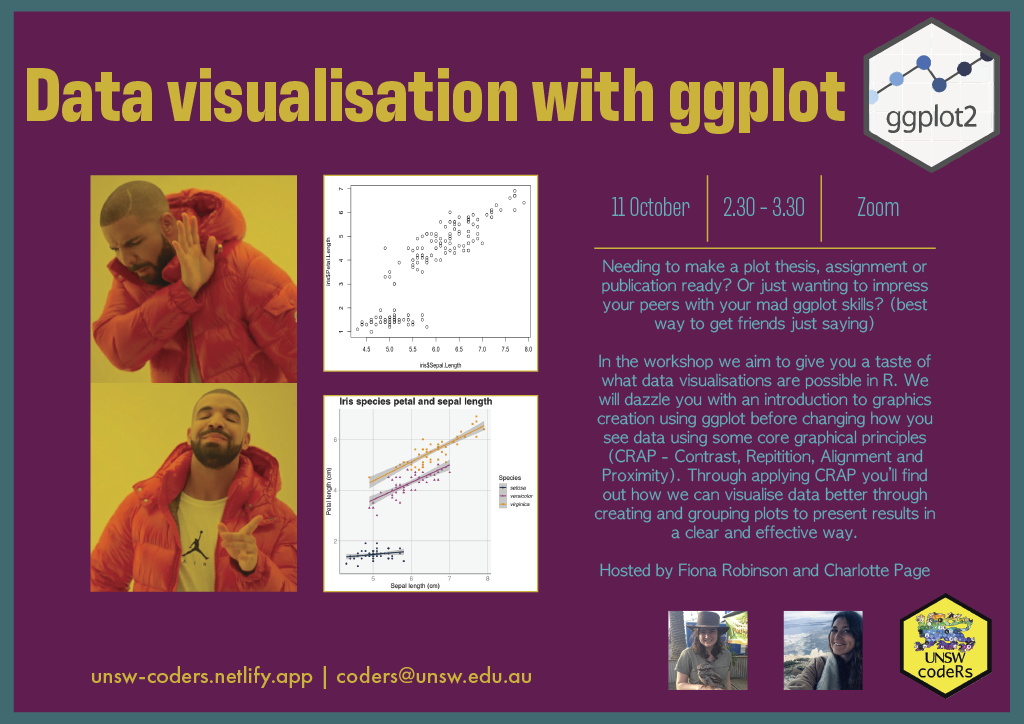 Data visualisation with ggplot
ggplot2
11 October
2.30 - 3.30
Zoom
iris$Petal.Length
7
6
5
4
3
2
1
4.5 5.0 5.5 6.0 6.5 7.0 7.5 8.0
iris$Sepal.Length
Iris species petal and sepal length
Petal length (cm)
6
4
2
5 6 7 8
Sepal length (cm)
Species
setosa
versicolor
virginica
AIR
Needing to make a plot thesis, assignment or
publication ready? Or just wanting to impress
your peers with your mad ggplot skills? (best
way to get friends just saying)
In the workshop we aim to give you a taste of
what data visualisations are possible in R. We
will dazzle you with an introduction to graphics
creation using ggplot before changing how you
see data using some core graphical principles
(CRAP - Contrast, Repitition, Alignment and
Proximity). Through applying CRAP you'll find
out how we can visualise data better through
creating and grouping plots to present results in
a clear and effective way.
Hosted by Fiona Robinson and Charlotte Page
unsw-coders.netlify.app | coders@unsw.edu.au
UNSW
codeRs